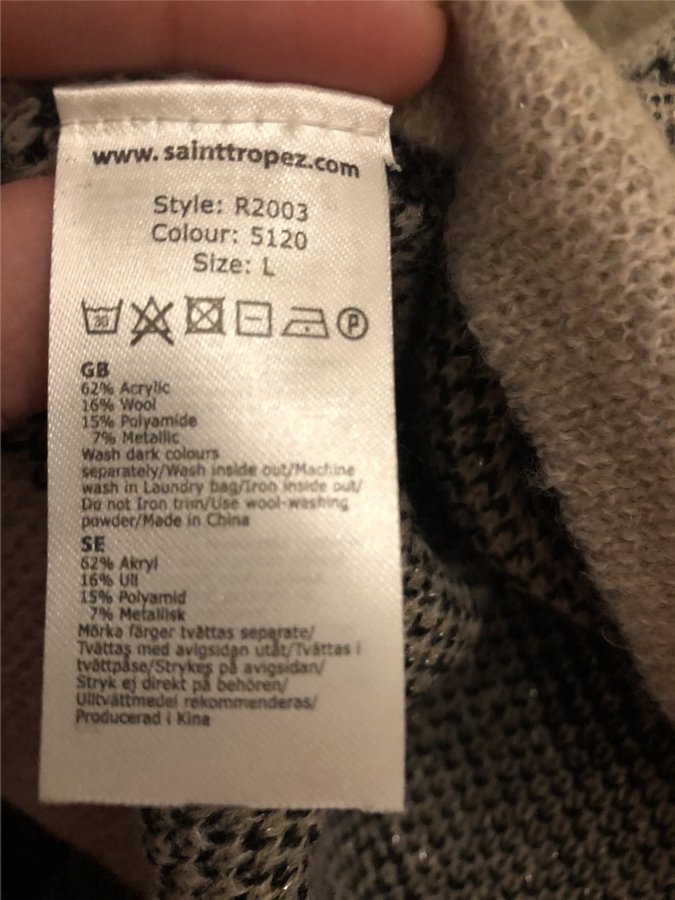 www.sainttropez.com
Style: R2003
Colour: 5120
Size: L
30 P
GB
62% Acrylic
16% Wool
15% Polyamide
7% Metallic
Wash dark colours
separately/Wash inside out/Machine
wash in Laundry bag/Iron inside out/
Do not Iron trim/Use wool-washing
powder/Made in China
SE
62% Akryl
16% Ull
15% Polyamid
7% Metallisk
Mörka färger tvättas separate/
Tvättas med avigsidan utåt/Tvättas i
tvättpåse/Strykes på avigsidan/
Stryk ej direkt på behören/
Ulltvättmedel rekommenderas/
Producerad i Kina